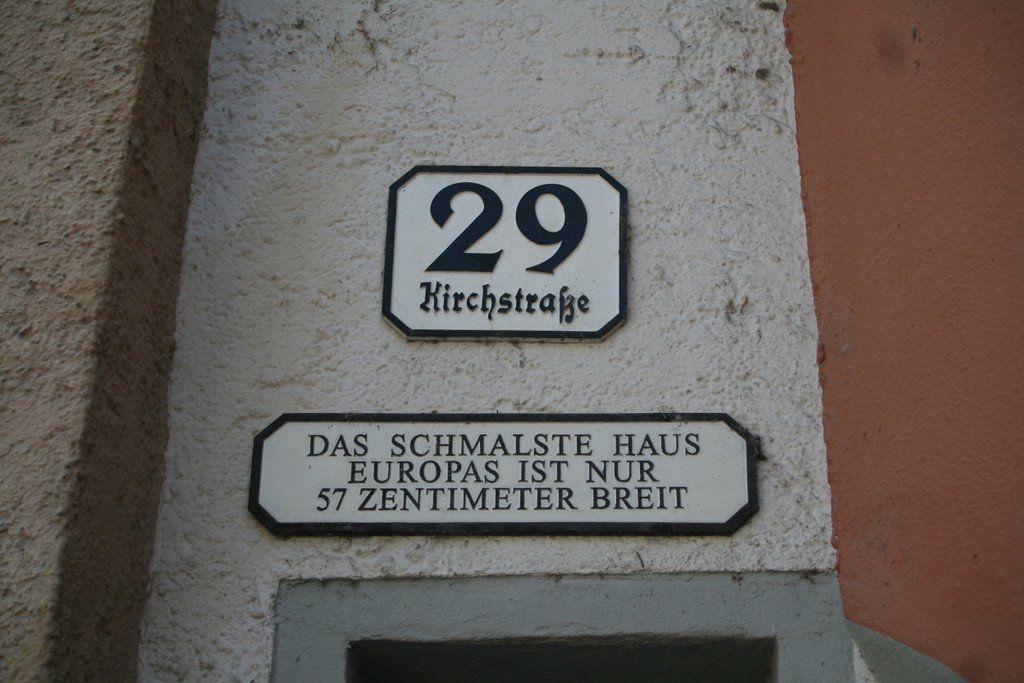 29
Kirchstraße
DAS SCHMALSTE HAUS
EUROPAS IST NUR
57 ZENTIMETER BREIT